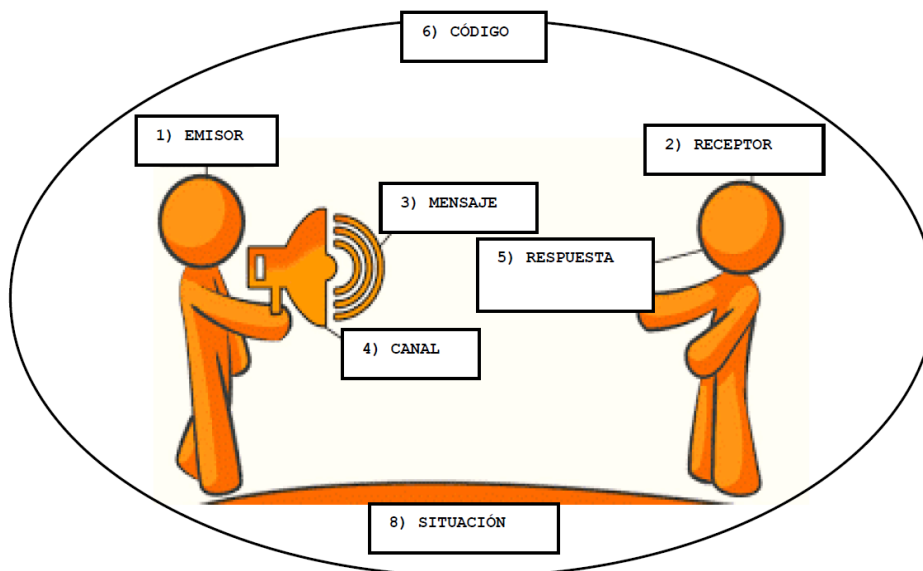 6) CÓDIGO
1) EMISOR
2) RECEPTOR
3) MENSAJE
5) RESPUESTA
4) CANAL
8) SITUACIÓN